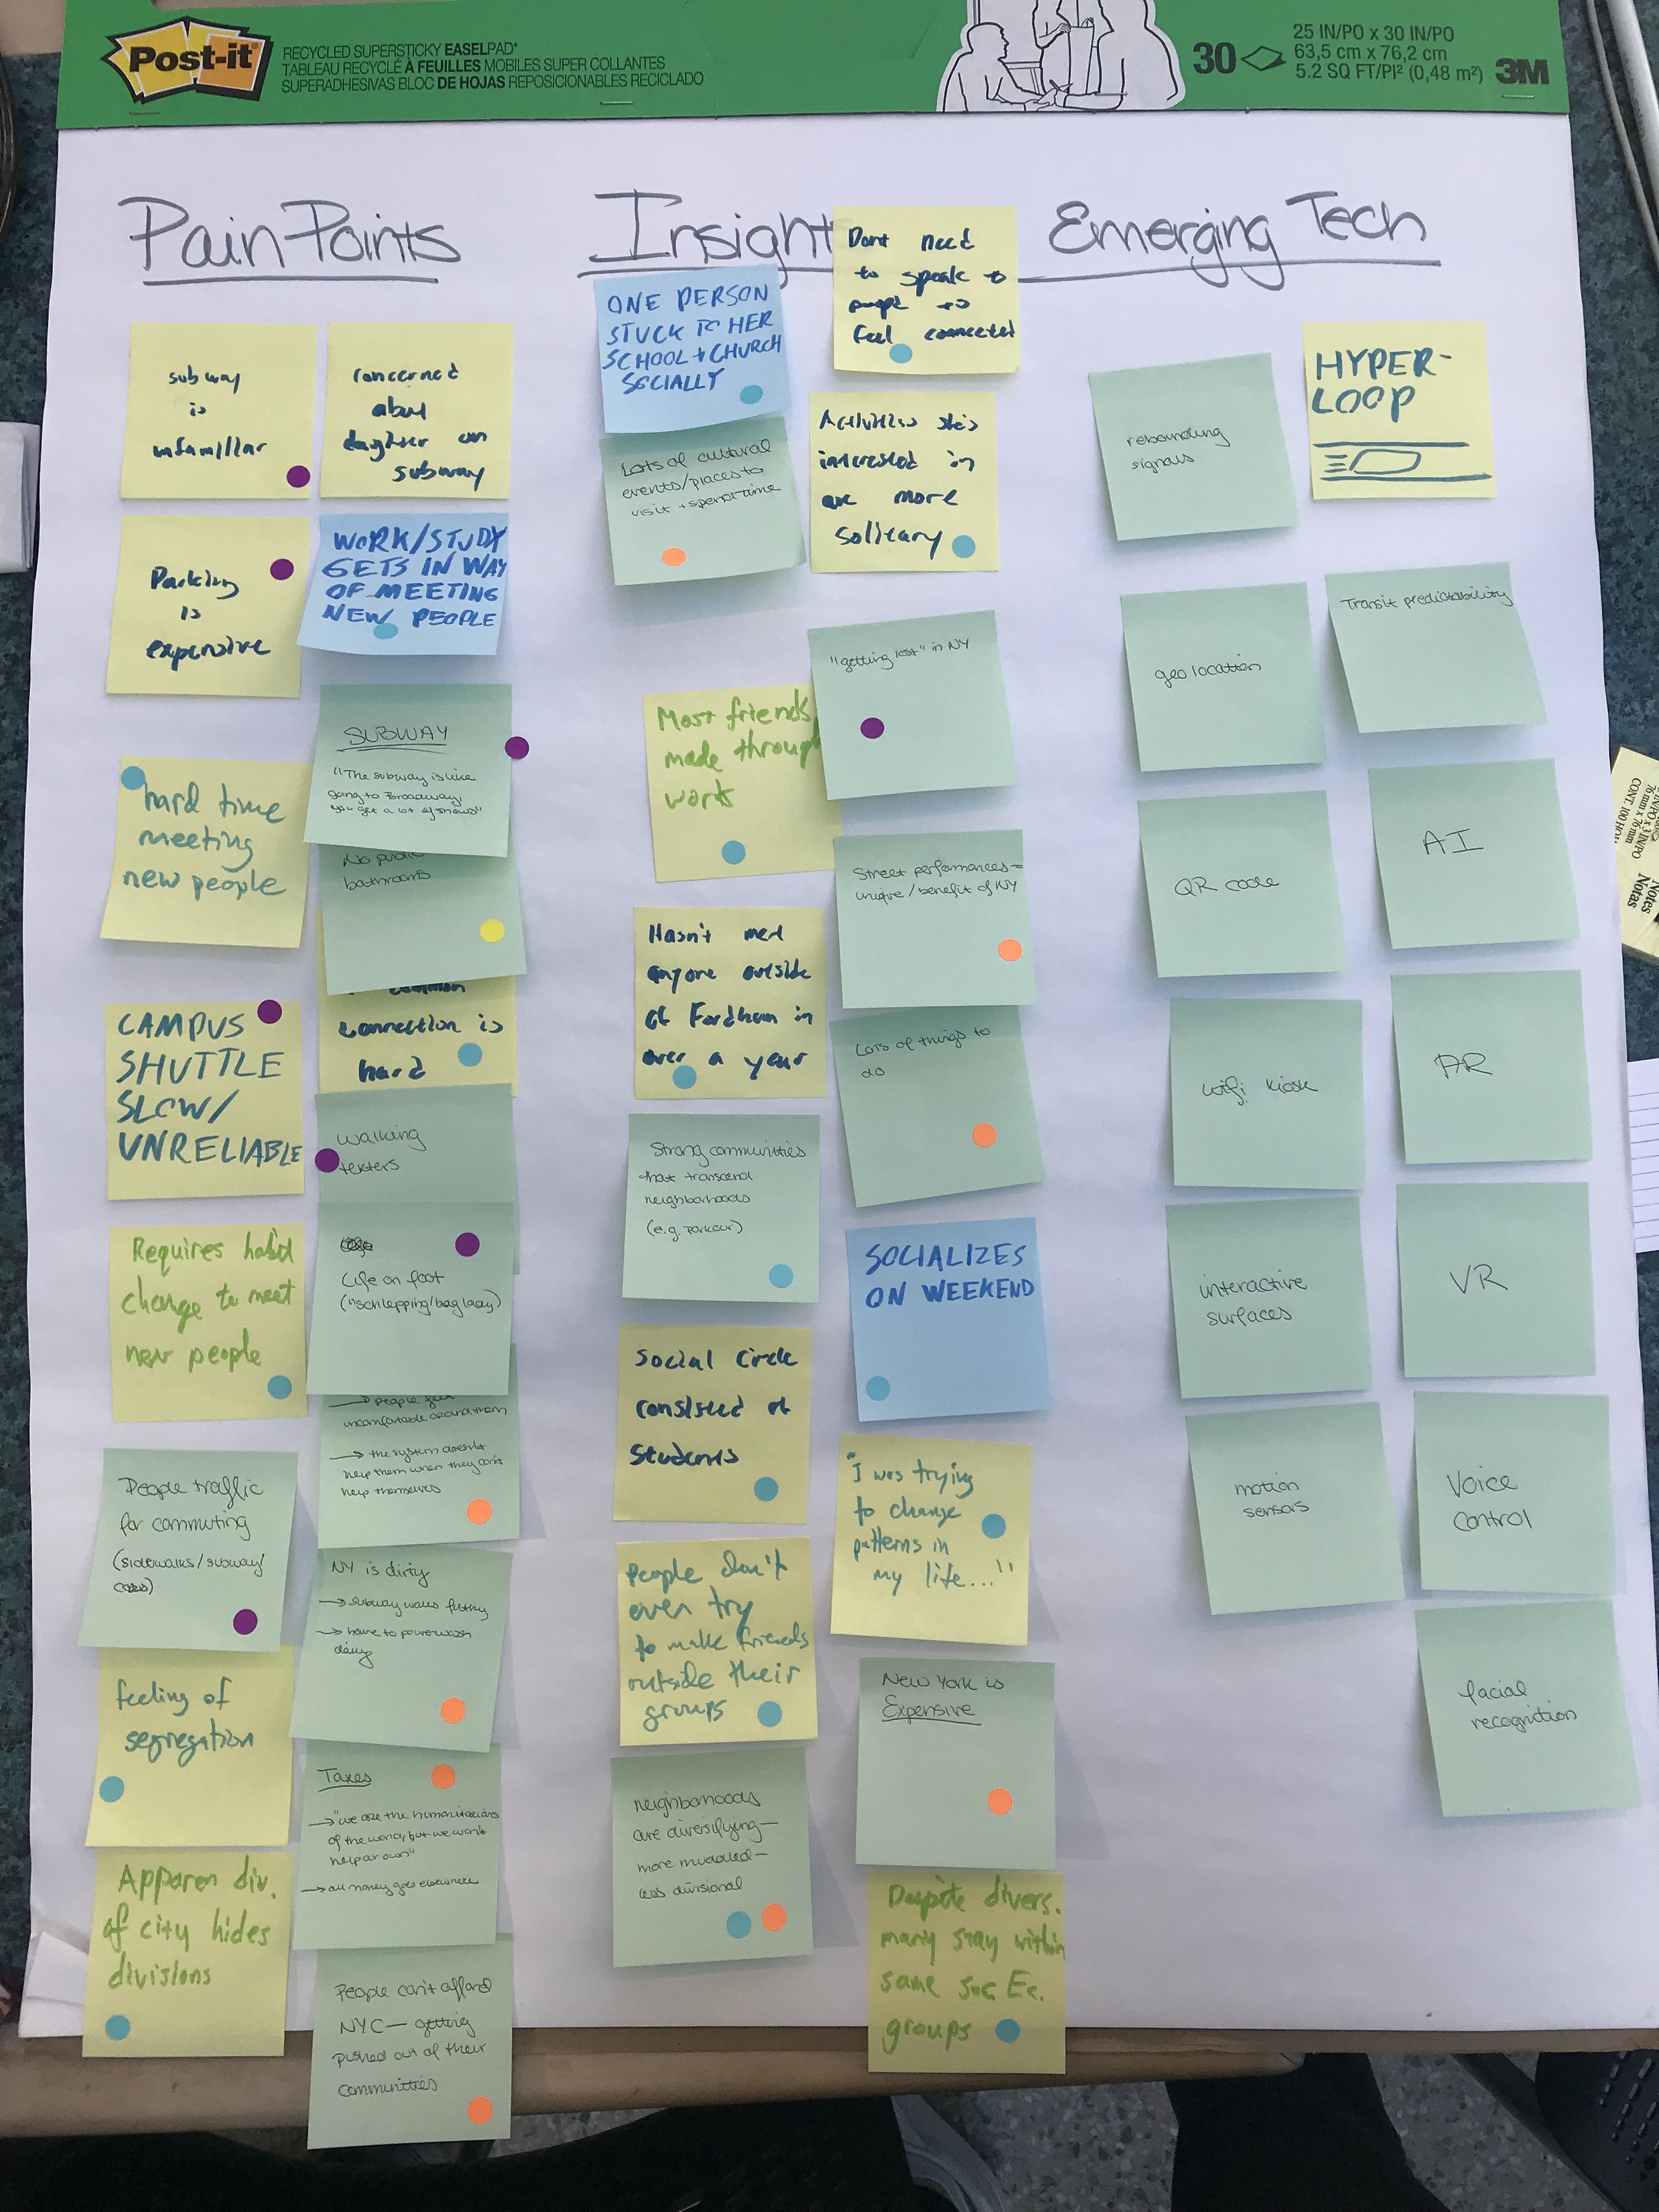 Post-it
RECYCLED SUPERSTICKY EASELPAD*
TABLEAU RECYCLÉ À FEUILLES MOBILES SUPER COLLANTES
SUPERADHESIVAS BLOC DE HOJAS REPOSICIONABLES RECICLADO
30
25 IN/PO x 30 IN/PO
63,5 cm x 76,2 cm
5.2 SQ FT/PI² (0,48 m²)
3M
Pain Points
subway
is
unfamiliar
concerned
about
daughter on
subway
Parking
is
expensive
WORK/STUDY
GETS IN WAY
OF MEETING
NEW PEOPLE
SUBWAY
"The subway is like
going to Broadway,
you get a lot of shows"
hard time
meeting
new people
No public
bathrooms
common
connection is
hard
CAMPUS
SHUTTLE
SLOW/
UNRELIABLE
walking
texters
Requires habit
change to meet
new people
Life on foot
("schlepping/bag lady)
→ people feel
uncomfortable around them
→ the system doesn't
help them when they can't
help themselves
People traffic
for commuting
(sidewalks/subway/
NY is dirty
→ subway walls filthy
→ have to powerwash
daily
feeling of
segregation
Taxes
→ "we are the humanitarians
of the world, but we won't
help our own"
→ all money goes elsewhere
Apparen div.
of city hides
divisions
People can't afford
NYC — getting
pushed out of their
communities
Insight
ONE PERSON
STUCK TO HER
SCHOOL + CHURCH
SOCIALLY
Dont need
to speak to
people to
feel connected
Lots of cultural
events/places to
visit + spend time
Activities she's
interested in
are more
solitary
"getting lost" in NY
Most friends
made through
work
Street performances =
unique/benefit of NY
Hasn't met
anyone outside
of Fordham in
over a year
Lots of things to
do
Strong communities
that transcend
neighborhoods
(e.g. Parkour)
SOCIALIZES
ON WEEKEND
Social Circle
consisted of
Students
"I was trying
to change
patterns in
my life..."
People don't
even try
to make friends
outside their
groups
New York is
Expensive
neighborhoods
are diversifying—
more muddled—
less divisional
Despite divers.
many stay within
same Soc Ec.
groups
Emerging Tech
rebounding
signals
HYPER-
LOOP
geo location
Transit predictability
QR code
AI
wifi kiosk
AR
interactive
surfaces
VR
motion
sensors
Voice
control
facial
recognition
CONT. 100 HO
Notes
Notas